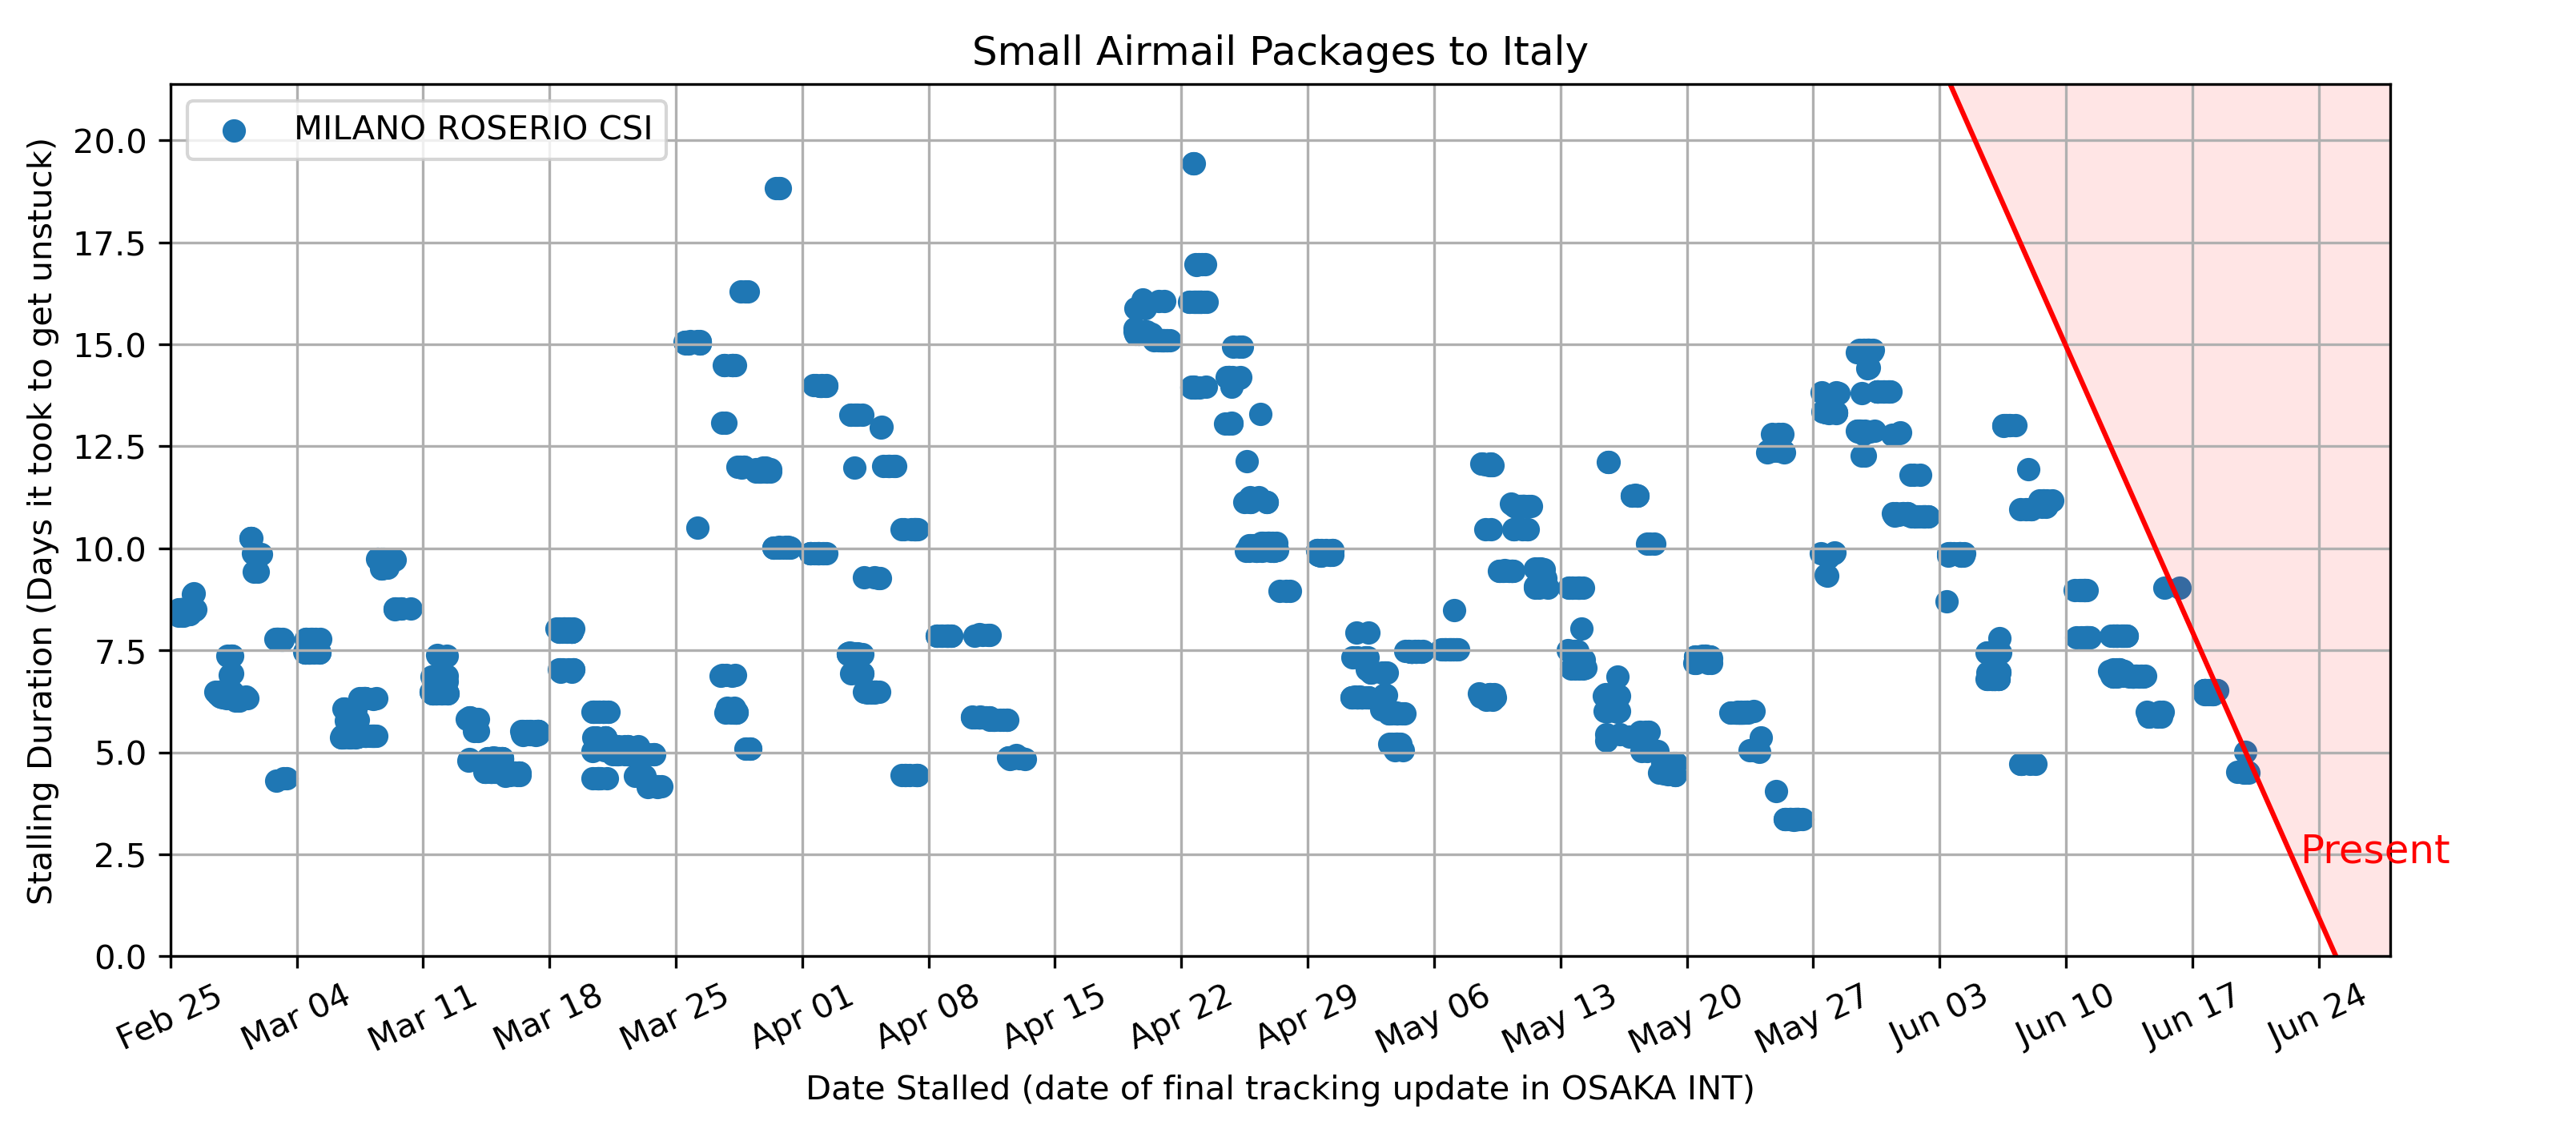 Small Airmail Packages to Italy
MILANO ROSERIO CSI
Stalling Duration (Days it took to get unstuck)
20.0
17.5
15.0
12.5
10.0
7.5
5.0
2.5
0.0
Present
Feb 25
Mar 04
Mar 11
Mar 18
Mar 25
Apr 01
Apr 08
Apr 15
Apr 22
Apr 29
May 06
May 13
May 20
May 27
Jun 03
Jun 10
Jun 17
Jun 24
Date Stalled (date of final tracking update in OSAKA INT)